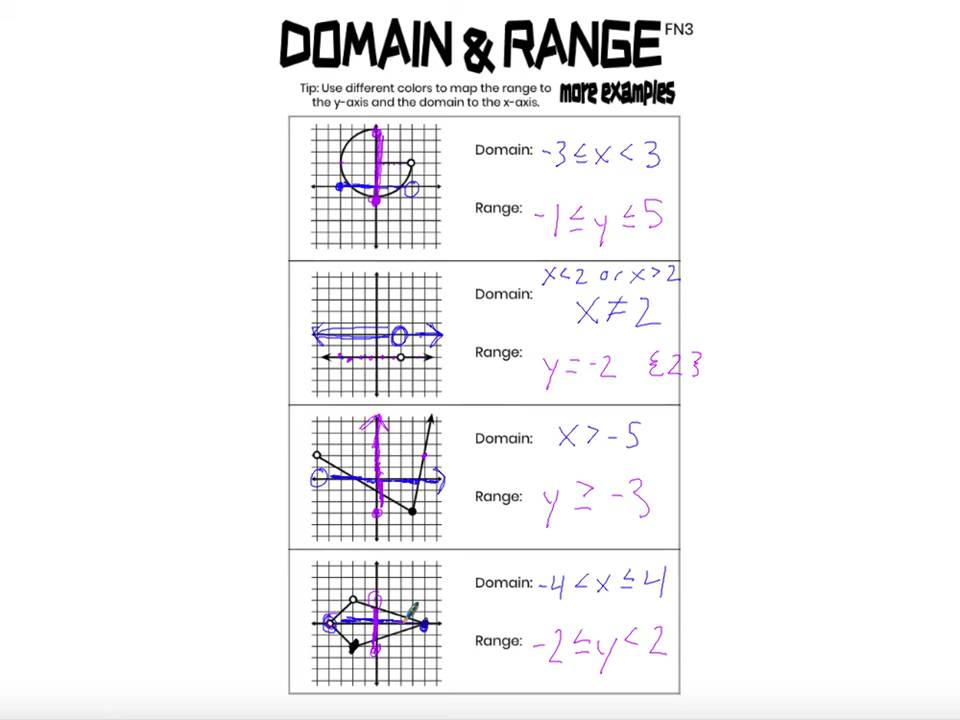 DOMAIN & RANGE FN3
Tip: Use different colors to map the range to
the y-axis and the domain to the x-axis.
more examples
Domain: -3 ≤ x < 3
Range: -1 ≤ y ≤ 5
x < 2 or x > 2
Domain:
x ≠ 2
Range: y = -2 {2}
Domain: x > -5
Range: y ≥ -3
Domain: -4 < x ≤ 4
Range: -2 ≤ y < 2